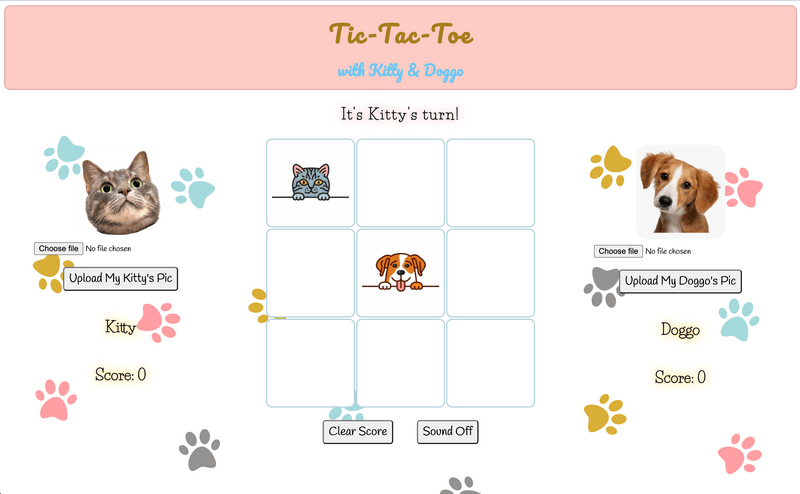 Tic-Tac-Toe
with Kitty & Doggo
It's Kitty's turn!
Choose file No file chosen
Upload My Kitty's Pic
Kitty
Score: 0
Choose file No file chosen
Upload My Doggo's Pic
Doggo
Score: 0
Clear Score Sound Off